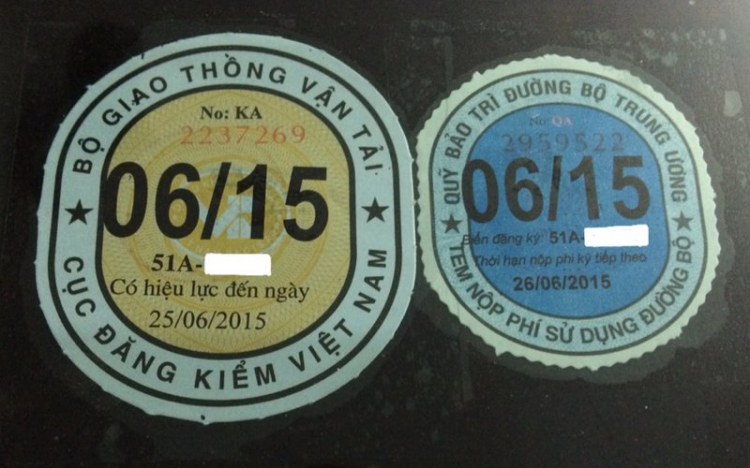 BỘ GIAO THÔNG VẬN TẢI
No: KA
2237269
06/15
51A-
Có hiệu lực đến ngày
25/06/2015
CỤC ĐĂNG KIỂM VIỆT NAM
QUỸ BẢO TRÌ ĐƯỜNG BỘ TRUNG ƯƠNG
No QA
2959522
06/15
Biển đăng ký: 51A-
Thời hạn nộp phí kỳ tiếp theo
26/06/2015
TEM NỘP PHÍ SỬ DỤNG ĐƯỜNG BỘ